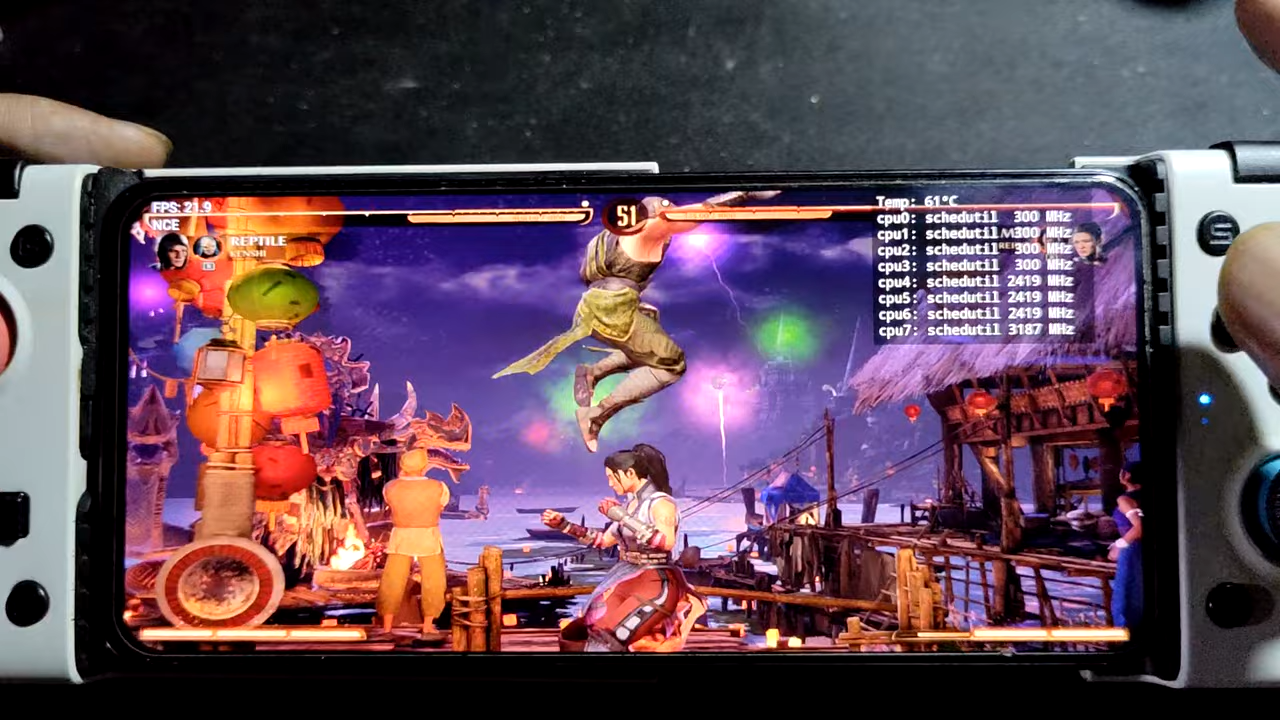 FPS: 21.9
NCE
REPTILE
KENSHI
51
Temp: 61°C
cpu0: schedutil 300 MHz
cpu1: schedutil 300 MHz
cpu2: schedutil 300 MHz
cpu3: schedutil 300 MHz
cpu4: schedutil 2419 MHz
cpu5: schedutil 2419 MHz
cpu6: schedutil 2419 MHz
cpu7: schedutil 3187 MHz